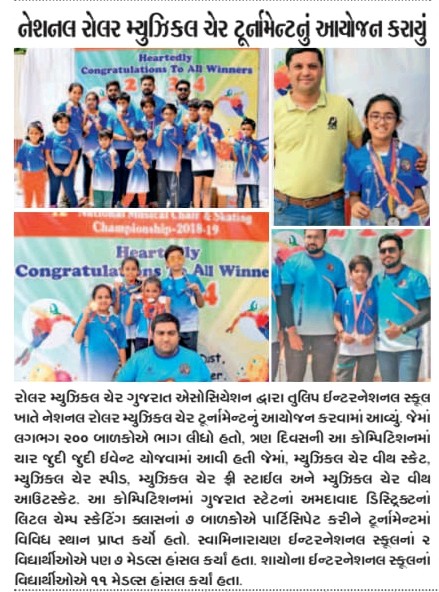 નેશનલ રોલર મ્યુઝિકલ ચેર ટૂર્નામેન્ટનું આયોજન કરાયું
Heartedly
Congratulations To All Winners
National Musical Chair & Skating
Championship-2018-19
Heartedly
Congratulations To All Winne
રોલર મ્યુઝિકલ ચેર ગુજરાત એસોસિયેશન દ્વારા તુલિપ ઈન્ટરનેશનલ સ્કૂલ
ખાતે નેશનલ રોલર મ્યુઝિકલ ચેર ટૂર્નામેન્ટનું આયોજન કરવામાં આવ્યું. જેમાં
લગભગ ૨૦૦ બાળકોએ ભાગ લીધો હતો, ત્રણ દિવસની આ કોમ્પિટિશનમાં
ચાર જુદી જુદી ઈવેન્ટ યોજવામાં આવી હતી જેમાં, મ્યુઝિકલ ચેર વીથ સ્કેટ,
મ્યુઝિકલ ચેર સ્પીડ, મ્યુઝિકલ ચેર ફ્રી સ્ટાઈલ અને મ્યુઝિકલ ચેર વીથ
આઉટસ્કેટ. આ કોમ્પિટિશનમાં ગુજરાત સ્ટેટનાં અમદાવાદ ડિસ્ટ્રિક્ટનાં
લિટલ ચેમ્પ સ્કેટિંગ ક્લાસનાં ૭ બાળકોએ પાર્ટિસિપેટ કરીને ટૂર્નામેન્ટમાં
વિવિધ સ્થાન પ્રાપ્ત કર્યો હતો. સ્વામિનારાયણ ઈન્ટરનેશનલ સ્કૂલનાં ૨
વિદ્યાર્થીઓએ પણ ૭ મેડલ્સ હાંસલ કર્યાં હતા. શાયોના ઈન્ટરનેશનલ સ્કૂલનાં
વિદ્યાર્થીઓએ ૧૧ મેડલ્સ હાંસલ કર્યાં હતા.